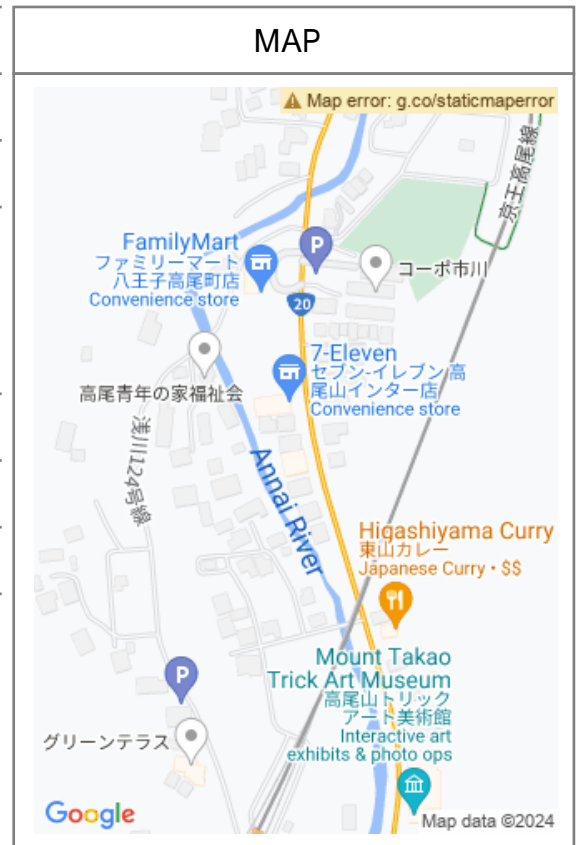 MAP
Map error: g.co/staticmaperror
京王高尾線
FamilyMart
ファミリーマート
八王子高尾町店
Convenience store
P
コーポ市川
20
7-Eleven
セブン-イレブン 高
尾山インター店
Convenience store
高尾青年の家福祉会
浅川124号線
Annai River
Higashiyama Curry
東山カレー
Japanese Curry • $$
Mount Takao
Trick Art Museum
高尾山トリック
アート美術館
Interactive art
exhibits & photo ops
P
グリーンテラス
Google
Map data ©2024